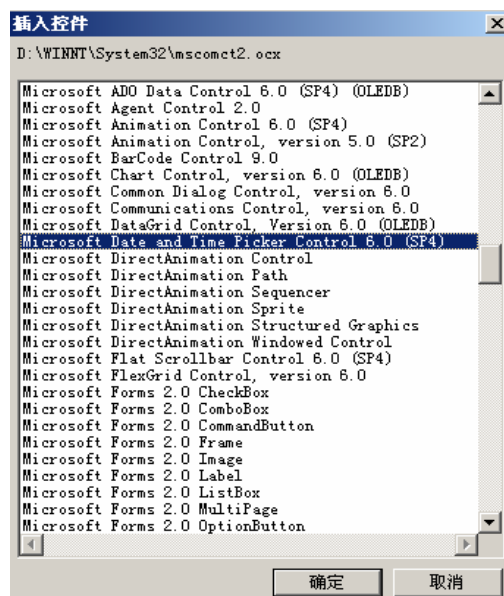 插入控件
D:\WINNT\System32\mscomct2.ocx
Microsoft ADO Data Control 6.0 (SP4) (OLEDB)
Microsoft Agent Control 2.0
Microsoft Animation Control 6.0 (SP4)
Microsoft Animation Control, version 5.0 (SP2)
Microsoft BarCode Control 9.0
Microsoft Chart Control, version 6.0 (OLEDB)
Microsoft Common Dialog Control, version 6.0
Microsoft Communications Control, version 6.0
Microsoft DataGrid Control, Version 6.0 (OLEDB)
Microsoft Date and Time Picker Control 6.0 (SP4)
Microsoft DirectAnimation Control
Microsoft DirectAnimation Path
Microsoft DirectAnimation Sequencer
Microsoft DirectAnimation Sprite
Microsoft DirectAnimation Structured Graphics
Microsoft DirectAnimation Windowed Control
Microsoft Flat Scrollbar Control 6.0 (SP4)
Microsoft FlexGrid Control, version 6.0
Microsoft Forms 2.0 CheckBox
Microsoft Forms 2.0 ComboBox
Microsoft Forms 2.0 CommandButton
Microsoft Forms 2.0 Frame
Microsoft Forms 2.0 Image
Microsoft Forms 2.0 Label
Microsoft Forms 2.0 ListBox
Microsoft Forms 2.0 MultiPage
Microsoft Forms 2.0 OptionButton
确定 取消